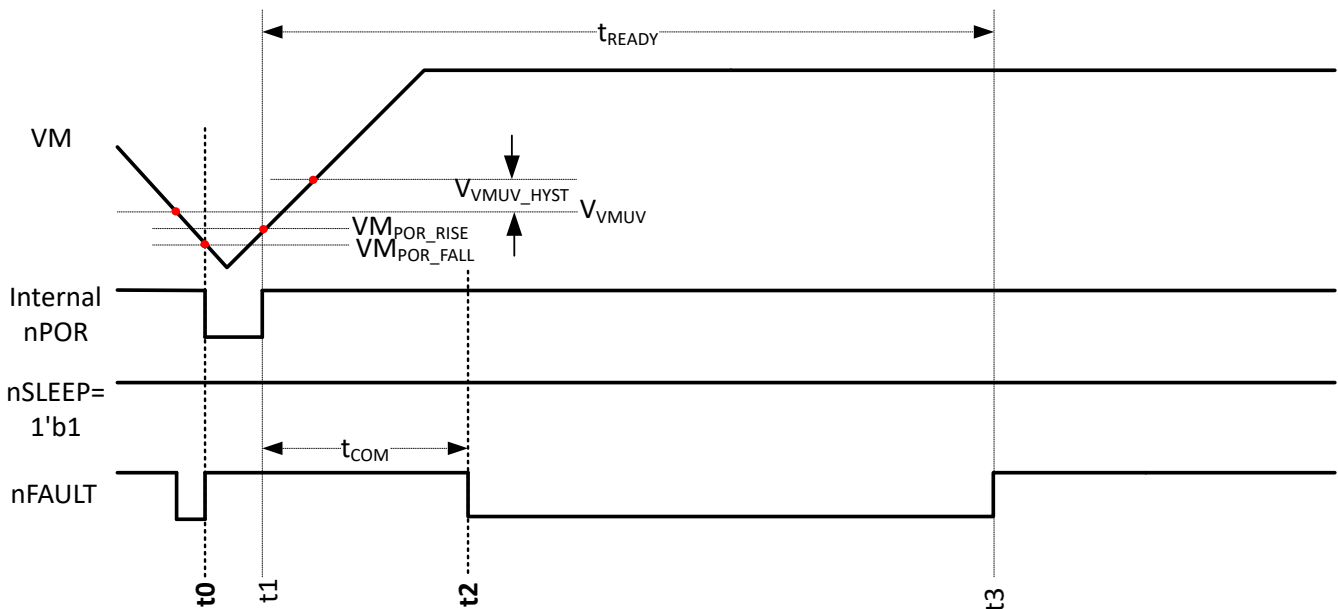 tREADY
VM
VVMUV_HYST
VVMUV
VMPOR_RISE
VMPOR_FALL
Internal
nPOR
nSLEEP=
1'b1
tCOM
nFAULT
t0
t1
t2
t3